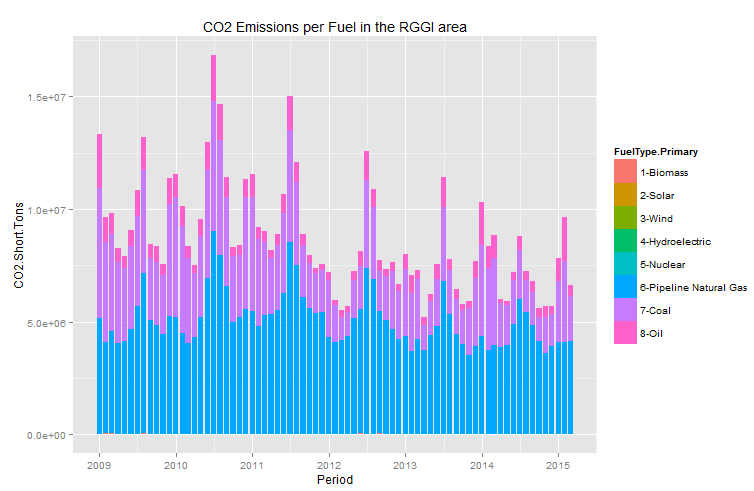 CO2 Emissions per Fuel in the RGGI area
CO2.Short.Tons
1.5e+07
1.0e+07
5.0e+06
0.0e+00
2009 2010 2011 2012 2013 2014 2015
Period
FuelType.Primary
1-Biomass
2-Solar
3-Wind
4-Hydroelectric
5-Nuclear
6-Pipeline Natural Gas
7-Coal
8-Oil